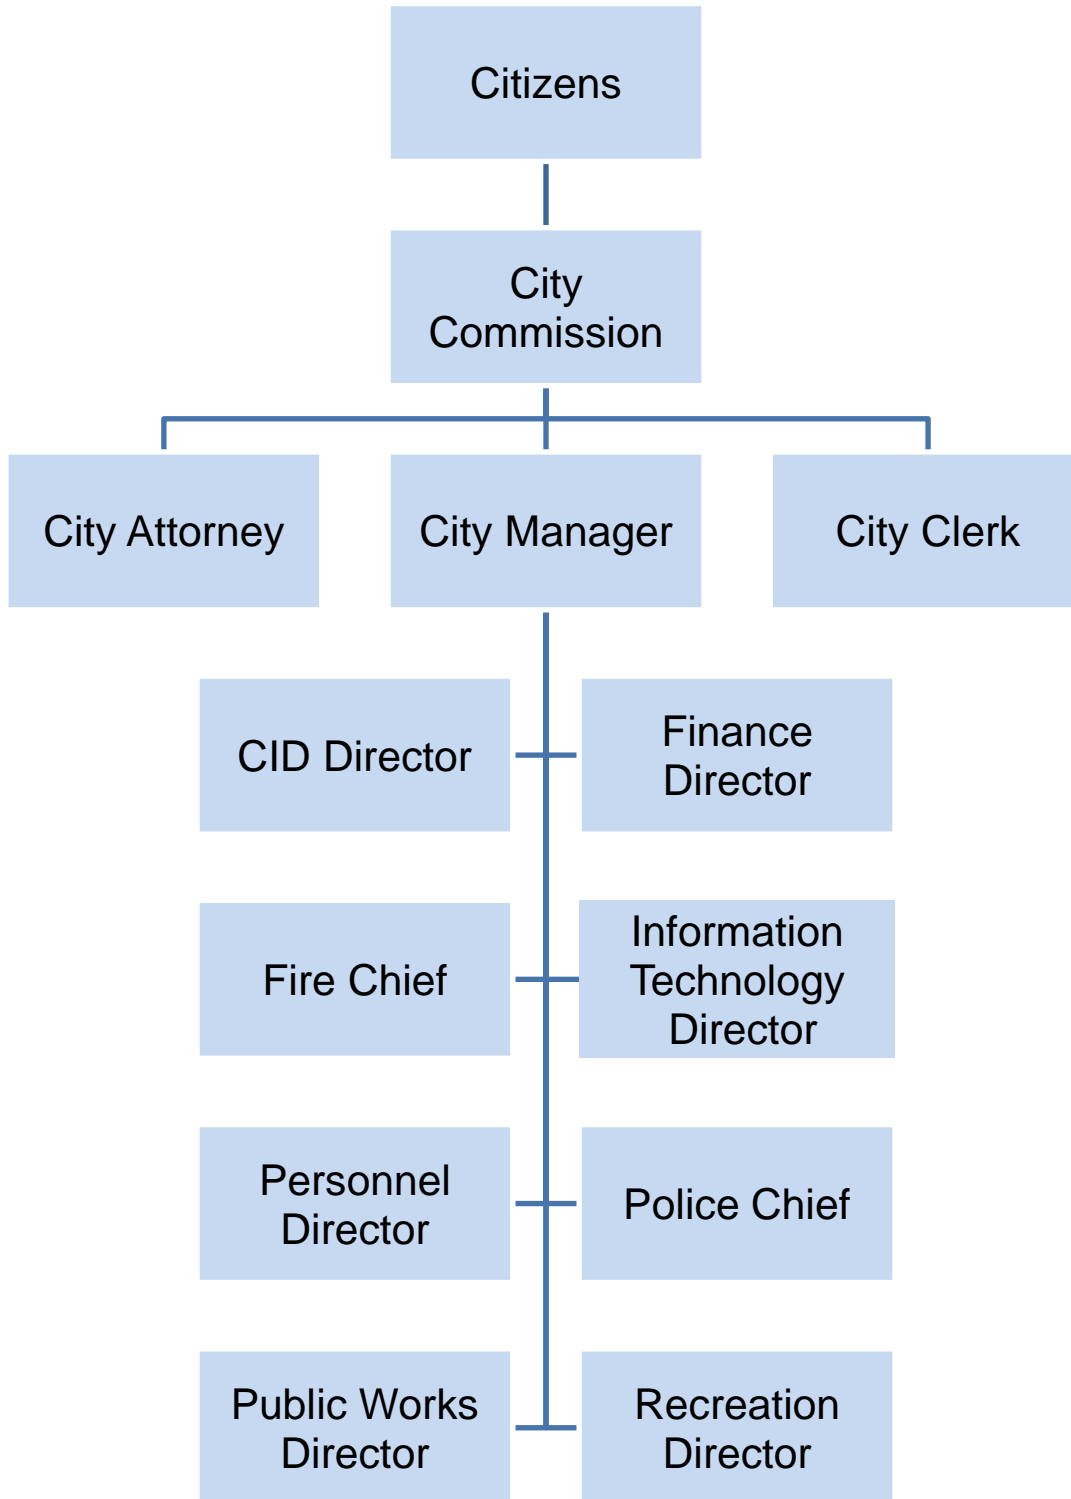 Citizens
City
Commission
City Attorney
City Manager
City Clerk
CID Director
Finance
Director
Fire Chief
Information
Technology
Director
Personnel
Director
Police Chief
Public Works
Director
Recreation
Director